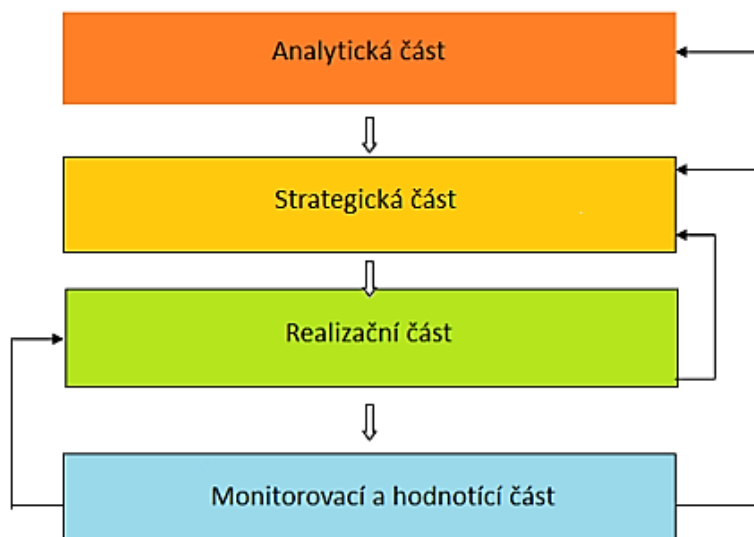 Analytická část
Strategická část
Realizační část
Monitorovací a hodnotící část